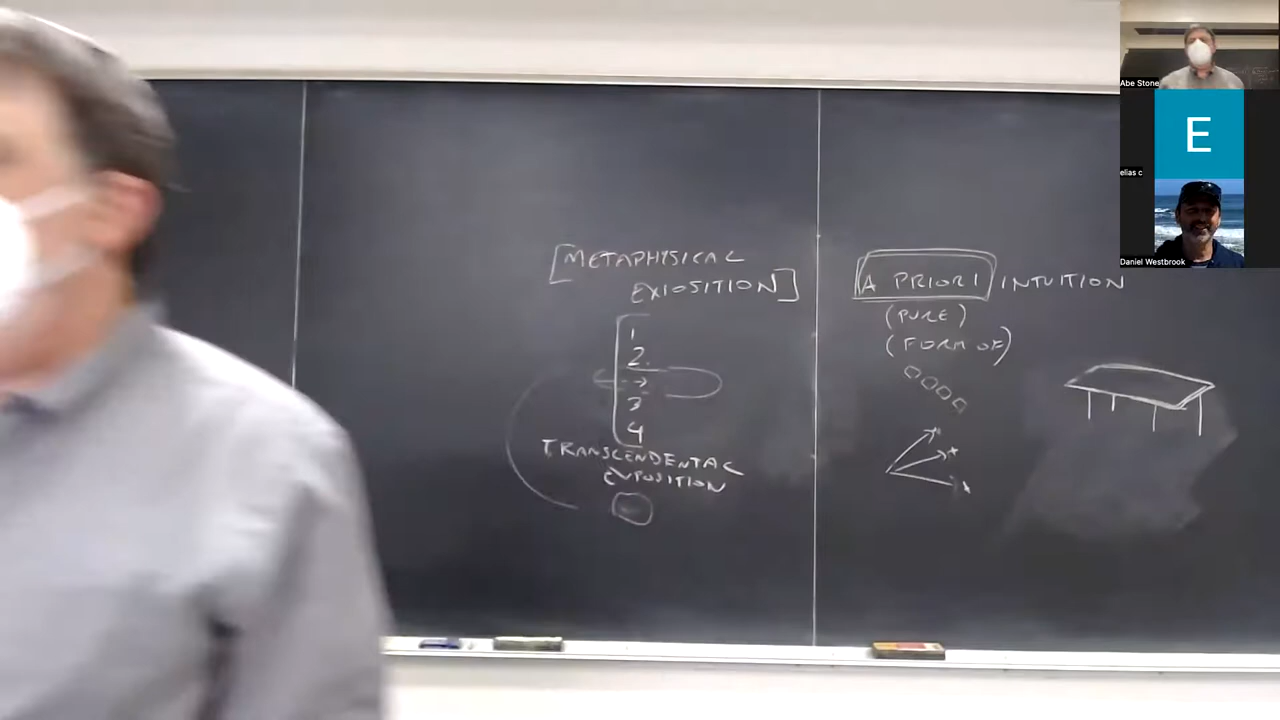 [METAPHYSICAL
EXPOSITION]
1
2.
3
4
TRANSCENDENTAL
EXPOSITION
A PRIORI INTUITION
(PURE)
(FORM OF)
Abe Stone
E
elias c
Daniel Westbrook